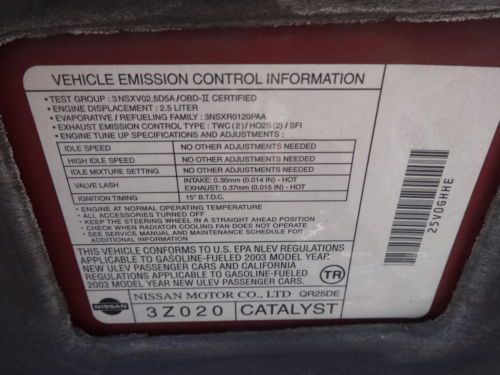 VEHICLE EMISSION CONTROL INFORMATION
• TEST GROUP : 3NSXV02.5D5A/OBD-II CERTIFIED
• ENGINE DISPLACEMENT : 2.5 LITER
• EVAPORATIVE / REFUELING FAMILY : 3NSXR0120PAA
• EXHAUST EMISSION CONTROL TYPE : TWC (2) / HO2S (2) / SFI
• ENGINE TUNE UP SPECIFICATIONS AND ADJUSTMENTS :
IDLE SPEED NO OTHER ADJUSTMENTS NEEDED
HIGH IDLE SPEED NO OTHER ADJUSTMENTS NEEDED
IDLE MIXTURE SETTING NO OTHER ADJUSTMENTS NEEDED
VALVE LASH INTAKE: 0.36mm (0.014 IN) - HOT
EXHAUST: 0.37mm (0.015 IN) - HOT
IGNITION TIMING 15° B.T.D.C.
• ENGINE AT NORMAL OPERATING TEMPERATURE
• ALL ACCESSORIES TURNED OFF
• KEEP THE STEERING WHEEL IN A STRAIGHT AHEAD POSITION
• CHECK WHEN RADIATOR COOLING FAN DOES NOT OPERATE
• SEE SERVICE MANUAL AND MAINTENANCE SCHEDULE FOR
ADDITIONAL INFORMATION
THIS VEHICLE CONFORMS TO U.S. EPA NLEV REGULATIONS
APPLICABLE TO GASOLINE-FUELED 2003 MODEL YEAR
NEW ULEV PASSENGER CARS AND CALIFORNIA
REGULATIONS APPLICABLE TO GASOLINE-FUELED
2003 MODEL YEAR NEW ULEV PASSENGER CARS.
TR
NISSAN
NISSAN MOTOR CO., LTD QR25DE
3Z020 CATALYST
25V0GHHE